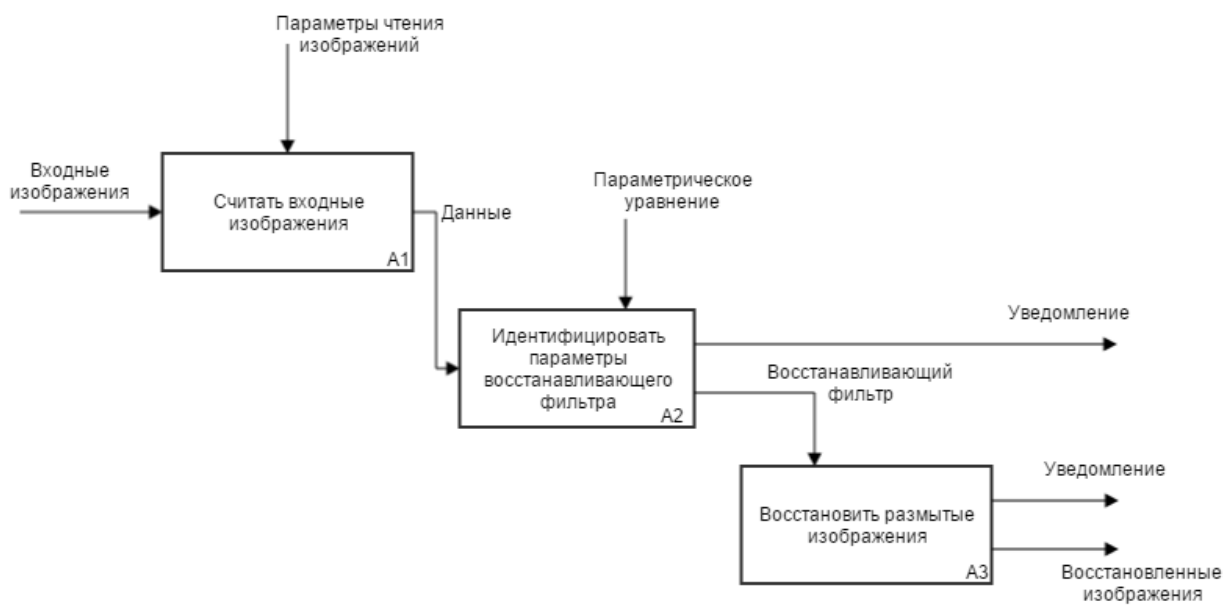 Параметры чтения
изображений
Входные
изображения
Считать входные
изображения
A1
Данные
Параметрическое
уравнение
Идентифицировать
параметры
восстанавливающего
фильтра
A2
Уведомление
Восстанавливающий
фильтр
Восстановить размытые
изображения
A3
Уведомление
Восстановленные
изображения